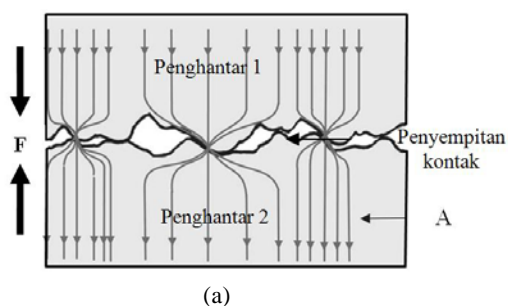 Penghantar 1
F
Penyempitan
kontak
Penghantar 2
A
(a)